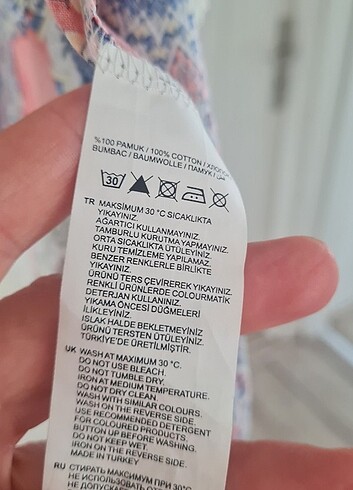 %100 PAMUK / 100% COTTON / ХЛОПОК
BUMBAC / BAUMWOLLE / ПАМУК /
30
TR MAKSİMUM 30 °C SICAKLIKTA
YIKAYINIZ.
AĞARTICI KULLANMAYINIZ.
TAMBURLU KURUTMA YAPMAYINIZ.
ORTA SICAKLIKTA ÜTÜLEYİNİZ.
KURU TEMİZLEME YAPILAMAZ.
BENZER RENKLERLE BİRLİKTE
YIKAYINIZ.
ÜRÜNÜ TERS ÇEVİREREK YIKAYINIZ.
RENKLİ ÜRÜNLERDE COLOURMATİK
DETERJAN KULLANINIZ.
YIKAMA ÖNCESİ DÜĞMELERİ
İLİKLEYİNİZ.
ISLAK HALDE BEKLETMEYİNİZ
ÜRÜNÜ TERSTEN ÜTÜLEYİNİZ.
TÜRKİYE'DE ÜRETİLMİŞTİR.
UK WASH AT MAXIMUM 30 °C.
DO NOT USE BLEACH.
DO NOT TUMBLE DRY.
IRON AT MEDIUM TEMPERATURE.
DO NOT DRY CLEAN.
WASH WITH SIMILAR COLOURS.
WASH ON THE REVERSE SIDE.
USE RECOMMENDED DETERGENT
FOR COLOURED PRODUCTS.
BUTTON UP BEFORE WASHING.
DO NOT KEEP WET.
IRON ON THE REVERSE SIDE.
MADE IN TURKEY
RU СТИРАТЬ МАКСИМУМ ПРИ 30°C
НЕ ИСПОЛЬЗОВАТЬ
НЕ ДОПУСКАЕТ